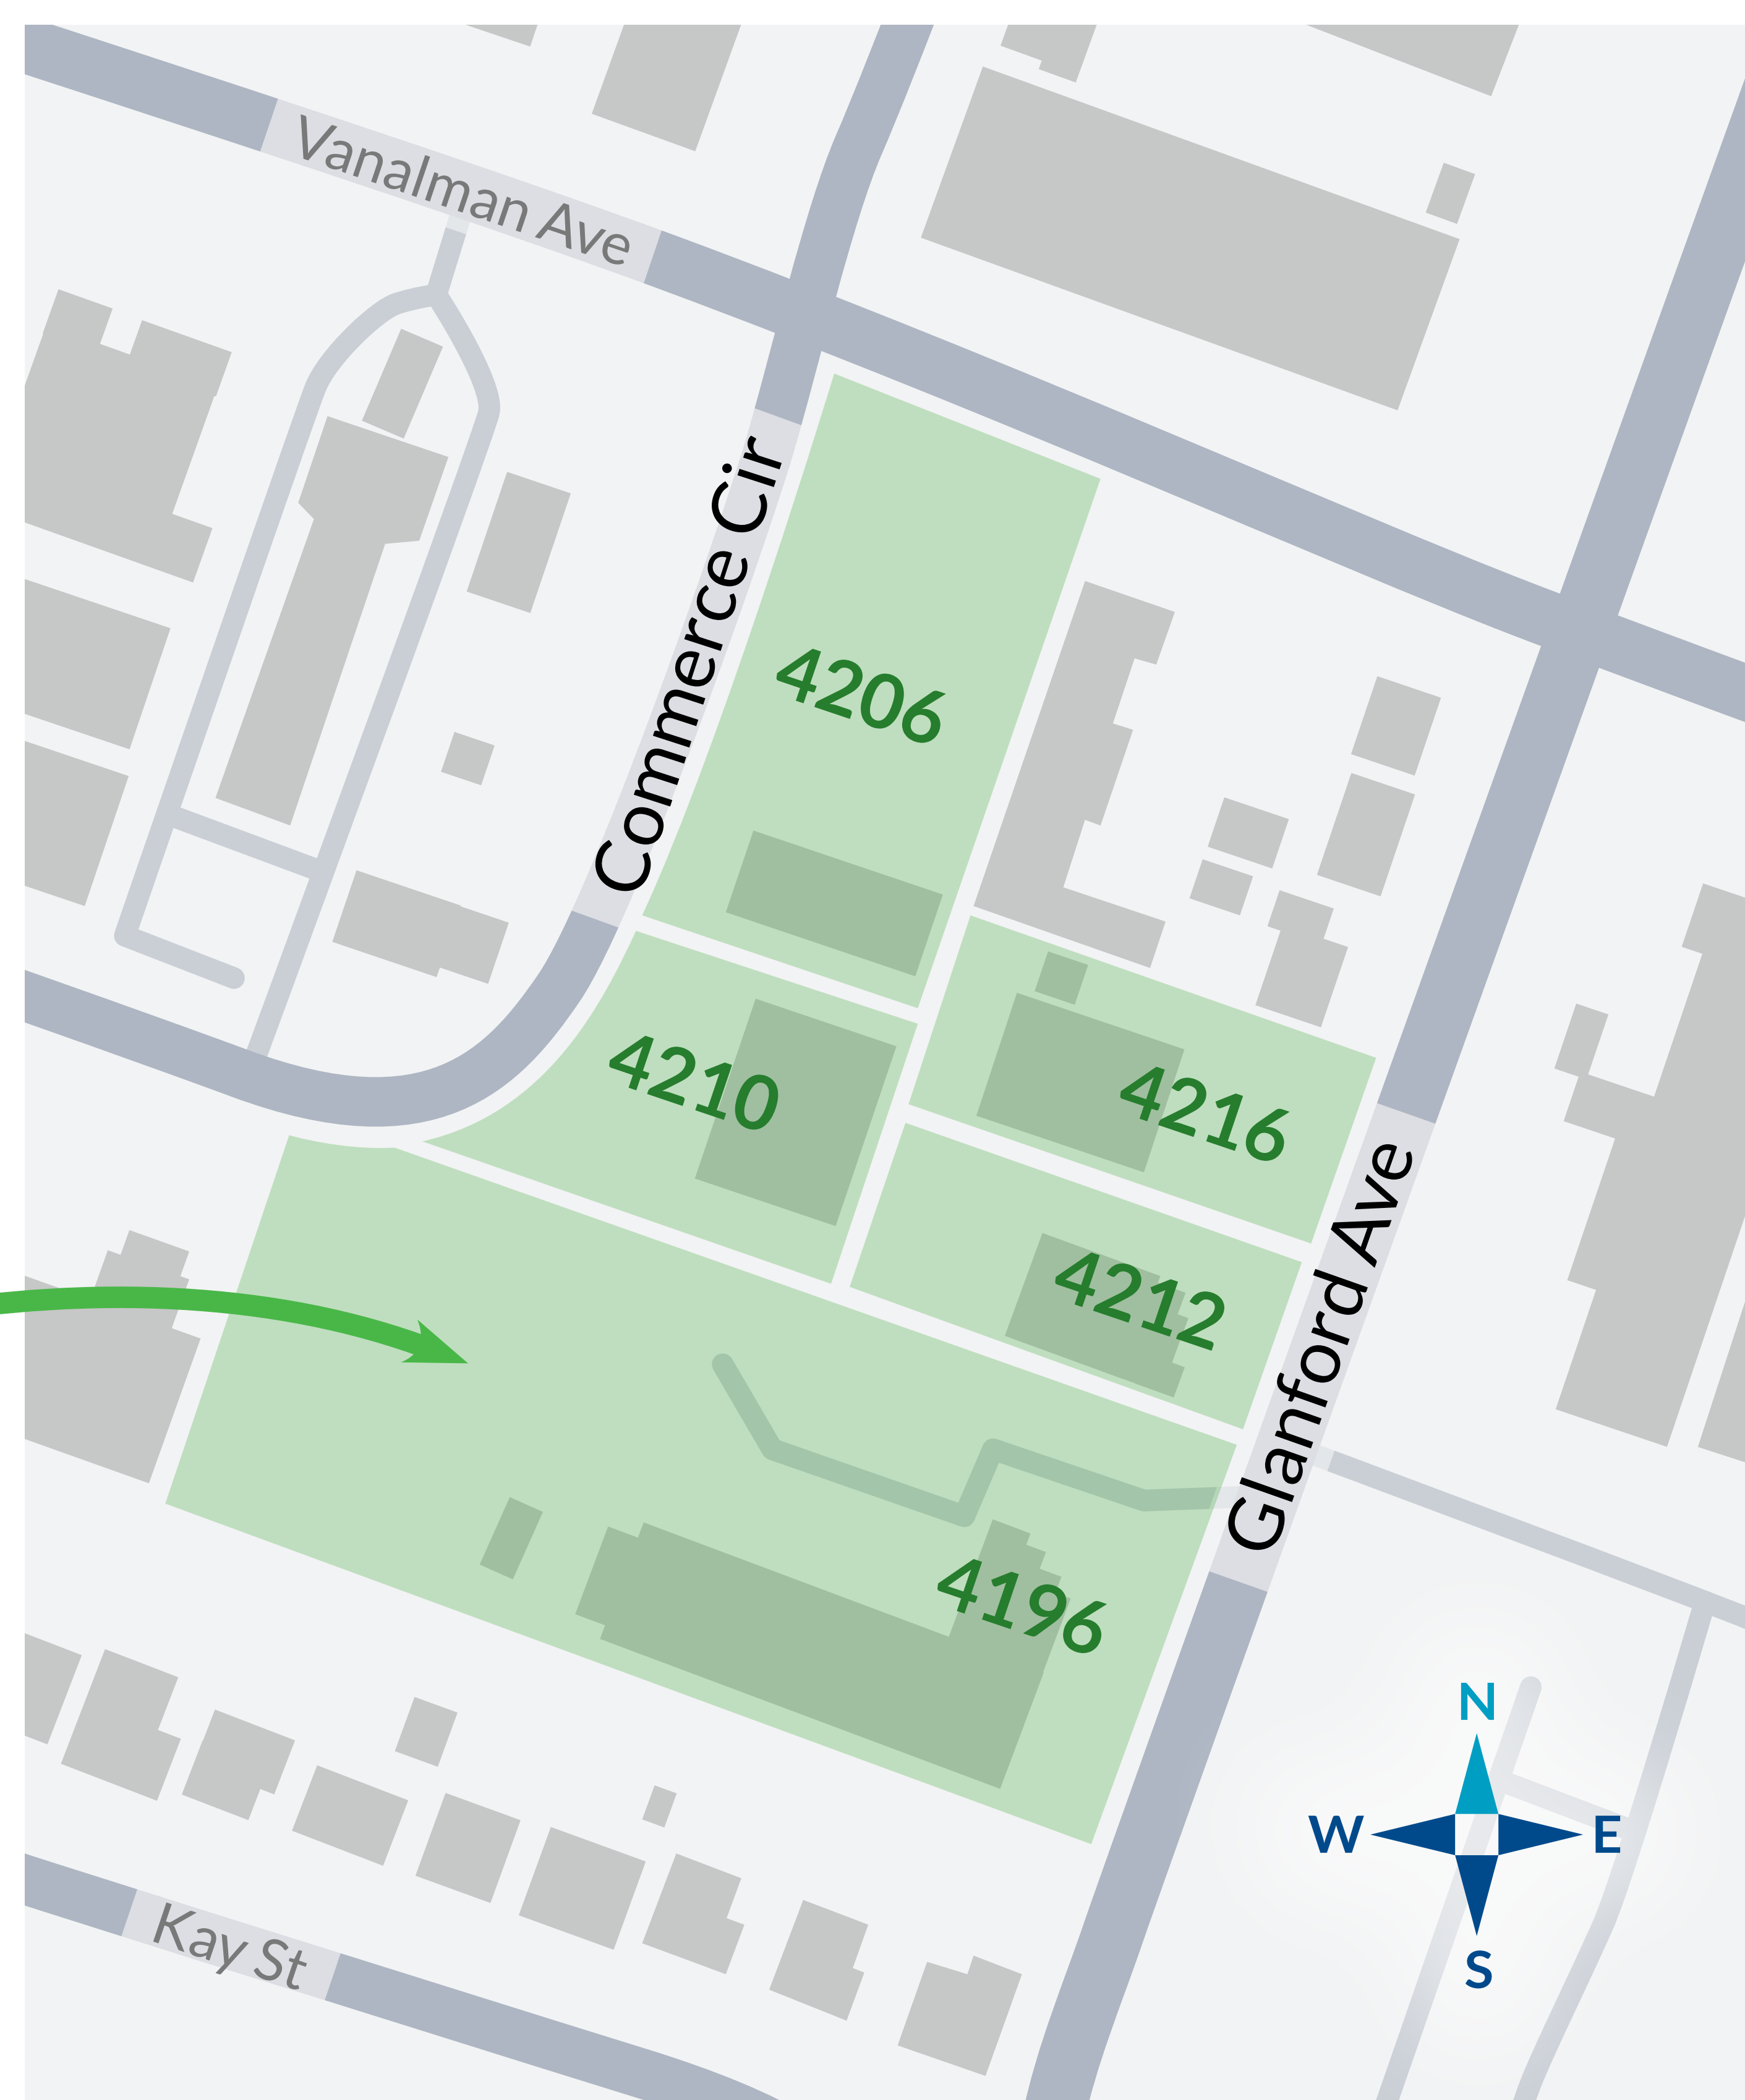 Vanalman Ave
Commerce Cir
4206
4210
4216
4212
Glanford Ave
4196
N
W
E
S
Kay St